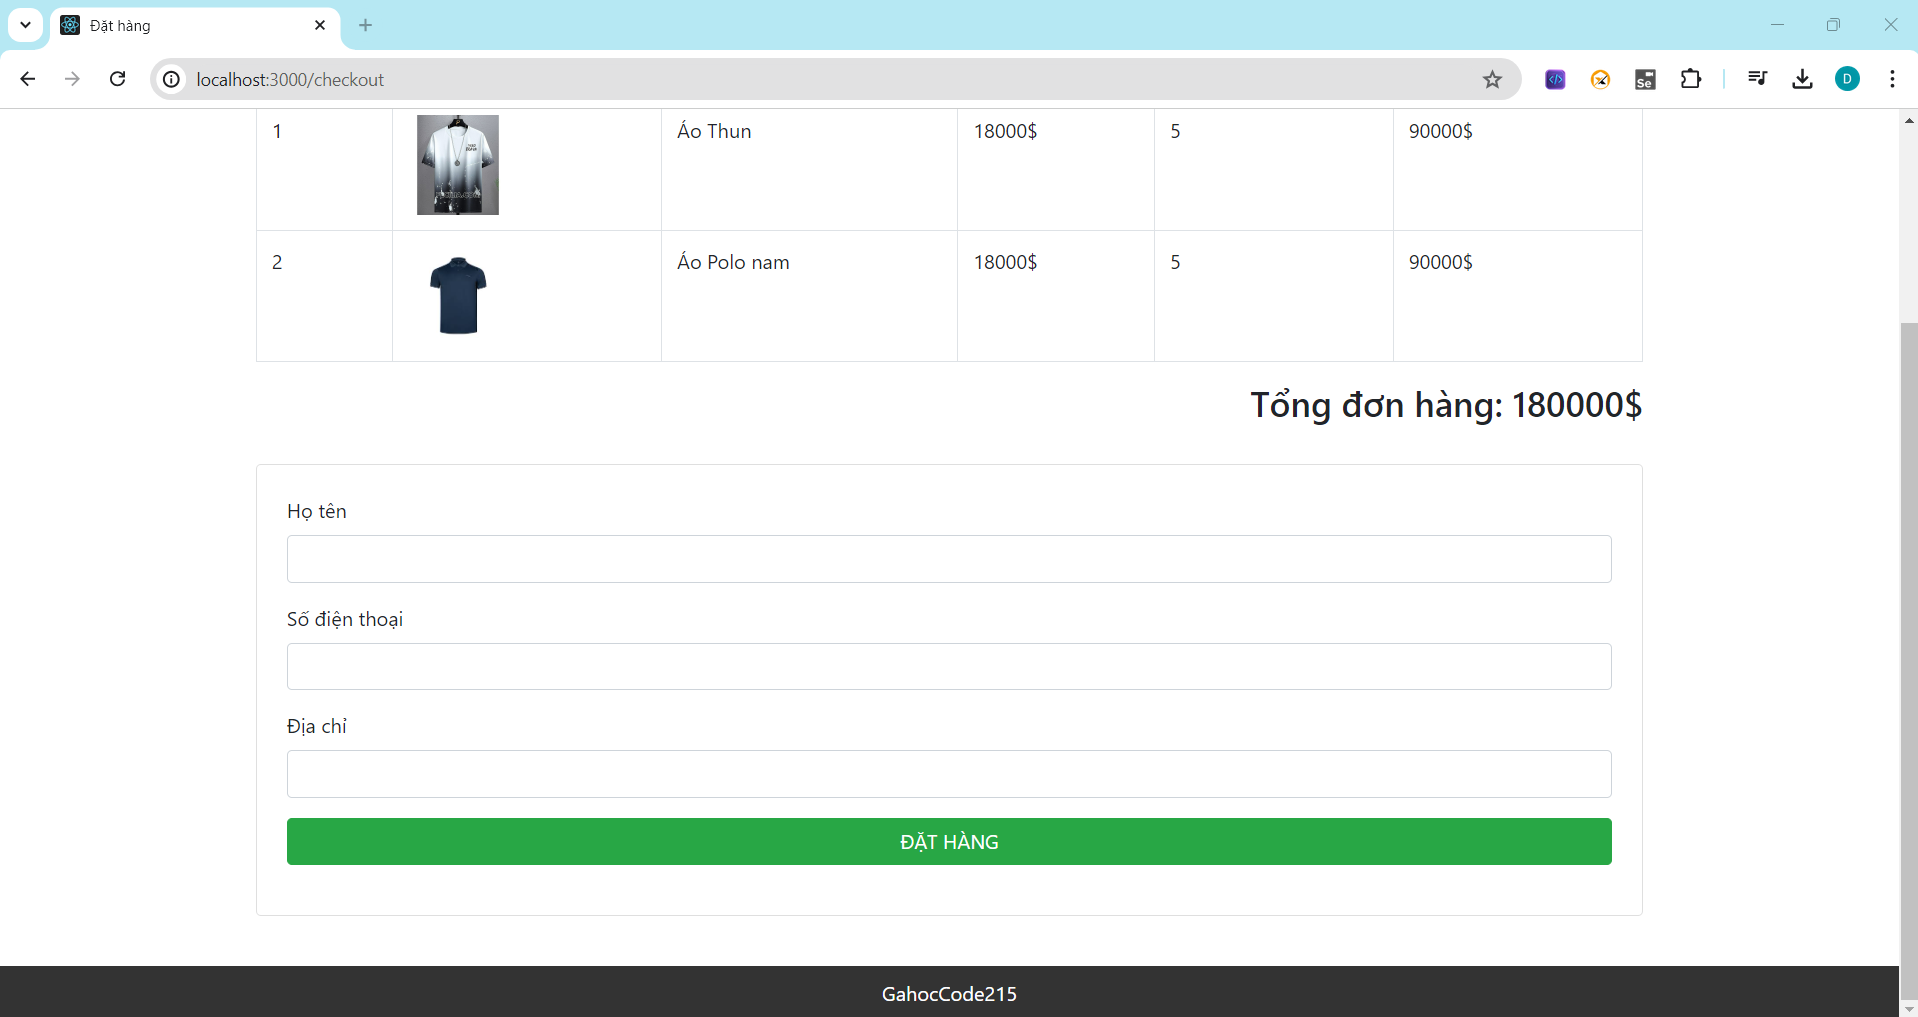 Đặt hàng
localhost:3000/checkout
Se
D
1 Áo Thun 18000$ 5 90000$
2 Áo Polo nam 18000$ 5 90000$
Tổng đơn hàng: 180000$
Họ tên
Số điện thoại
Địa chỉ
ĐẶT HÀNG
GahocCode215